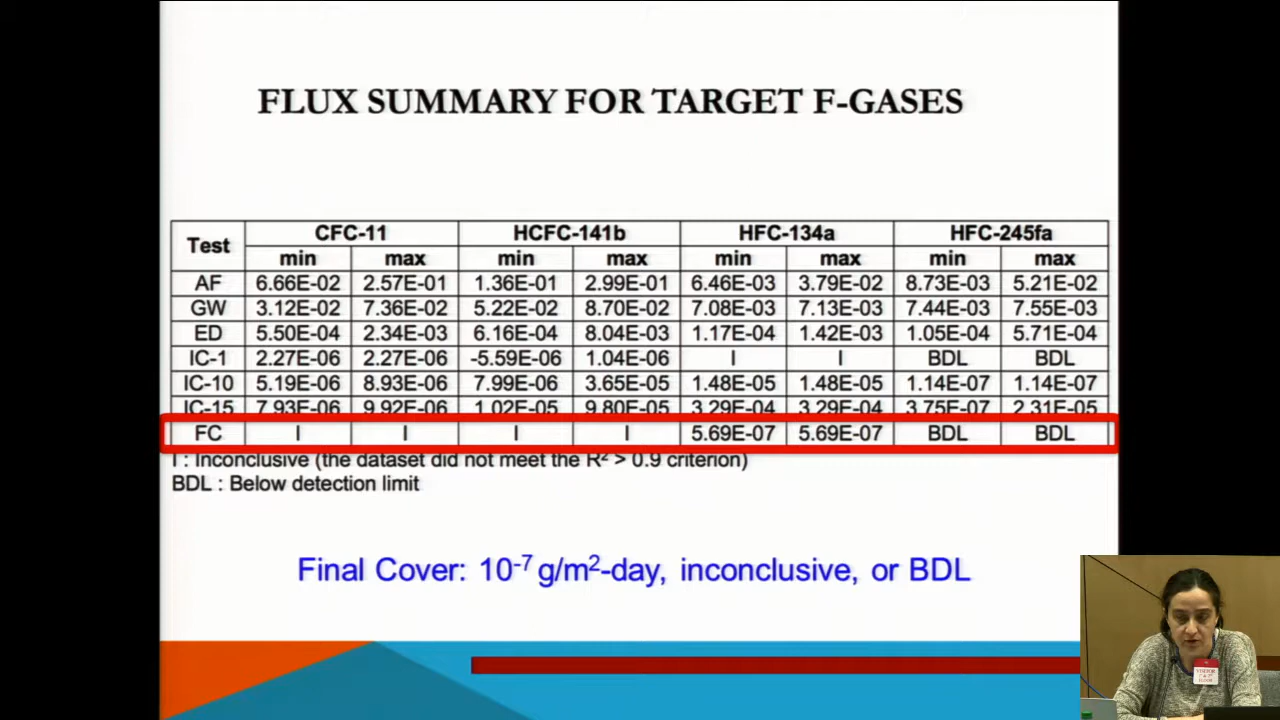 FLUX SUMMARY FOR TARGET F-GASES
Test CFC-11 HCFC-141b HFC-134a HFC-245fa
min max min max min max min max
AF 6.66E-02 2.57E-01 1.36E-01 2.99E-01 6.46E-03 3.79E-02 8.73E-03 5.21E-02
GW 3.12E-02 7.36E-02 5.22E-02 8.70E-02 7.08E-03 7.13E-03 7.44E-03 7.55E-03
ED 5.50E-04 2.34E-03 6.16E-04 8.04E-03 1.17E-04 1.42E-03 1.05E-04 5.71E-04
IC-1 2.27E-06 2.27E-06 -5.59E-06 1.04E-06 I I BDL BDL
IC-10 5.19E-06 8.93E-06 7.99E-06 3.65E-05 1.48E-05 1.48E-05 1.14E-07 1.14E-07
IC-15 7.93E-06 9.92E-06 1.02E-05 9.80E-05 3.29E-04 3.29E-04 3.75E-07 2.31E-05
FC I I I I 5.69E-07 5.69E-07 BDL BDL
I : Inconclusive (the dataset did not meet the R² > 0.9 criterion)
BDL : Below detection limit
Final Cover: 10⁻⁷ g/m²-day, inconclusive, or BDL
VISITOR